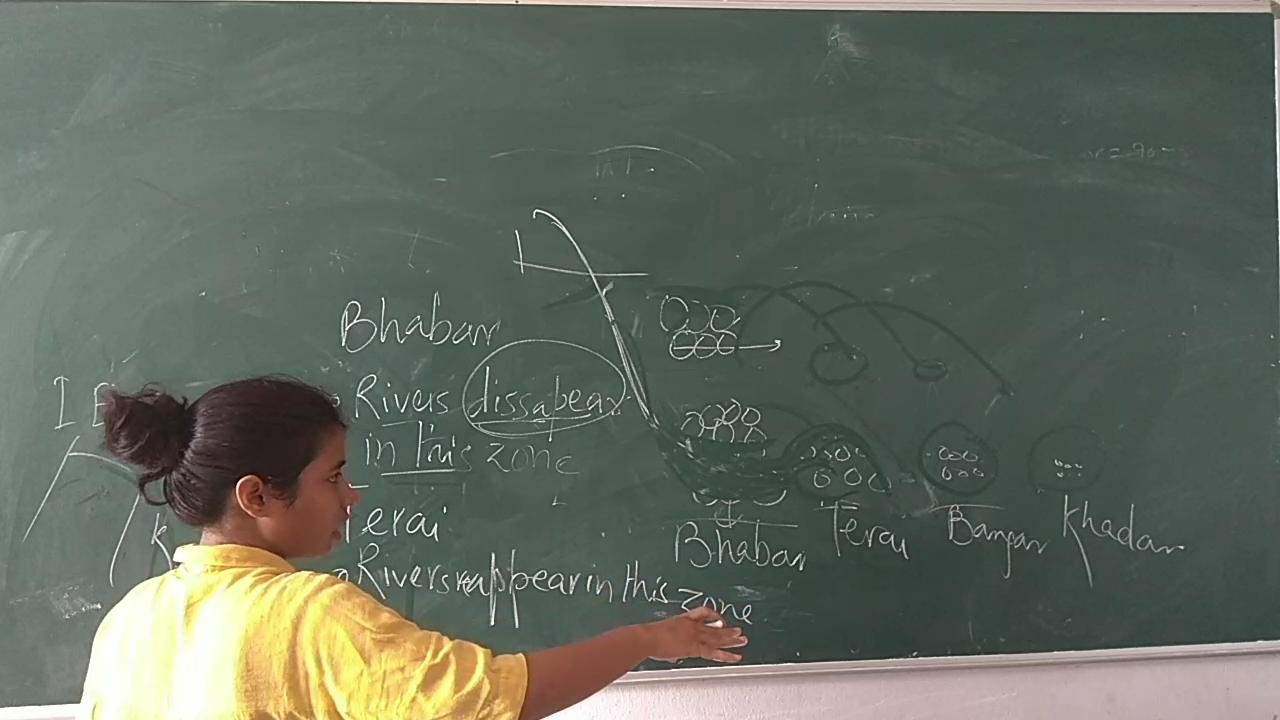 Bhabar
Rivers dissapear
in this zone
Terai
Rivers reappear in this zone
Bhabar Terai Bangar Khadar